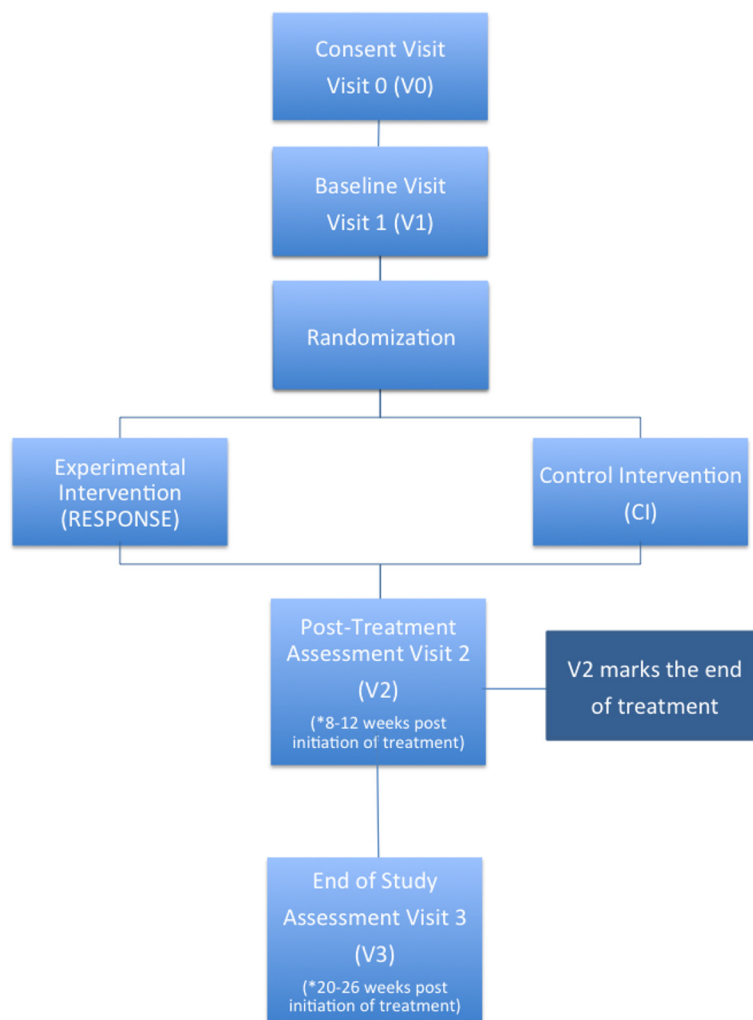 Consent Visit
Visit 0 (V0)
Baseline Visit
Visit 1 (V1)
Randomization
Experimental
Intervention
(RESPONSE)
Control Intervention
(CI)
Post-Treatment
Assessment Visit 2
(V2)
(*8-12 weeks post
initiation of treatment)
V2 marks the end
of treatment
End of Study
Assessment Visit 3
(V3)
(*20-26 weeks post
initiation of treatment)